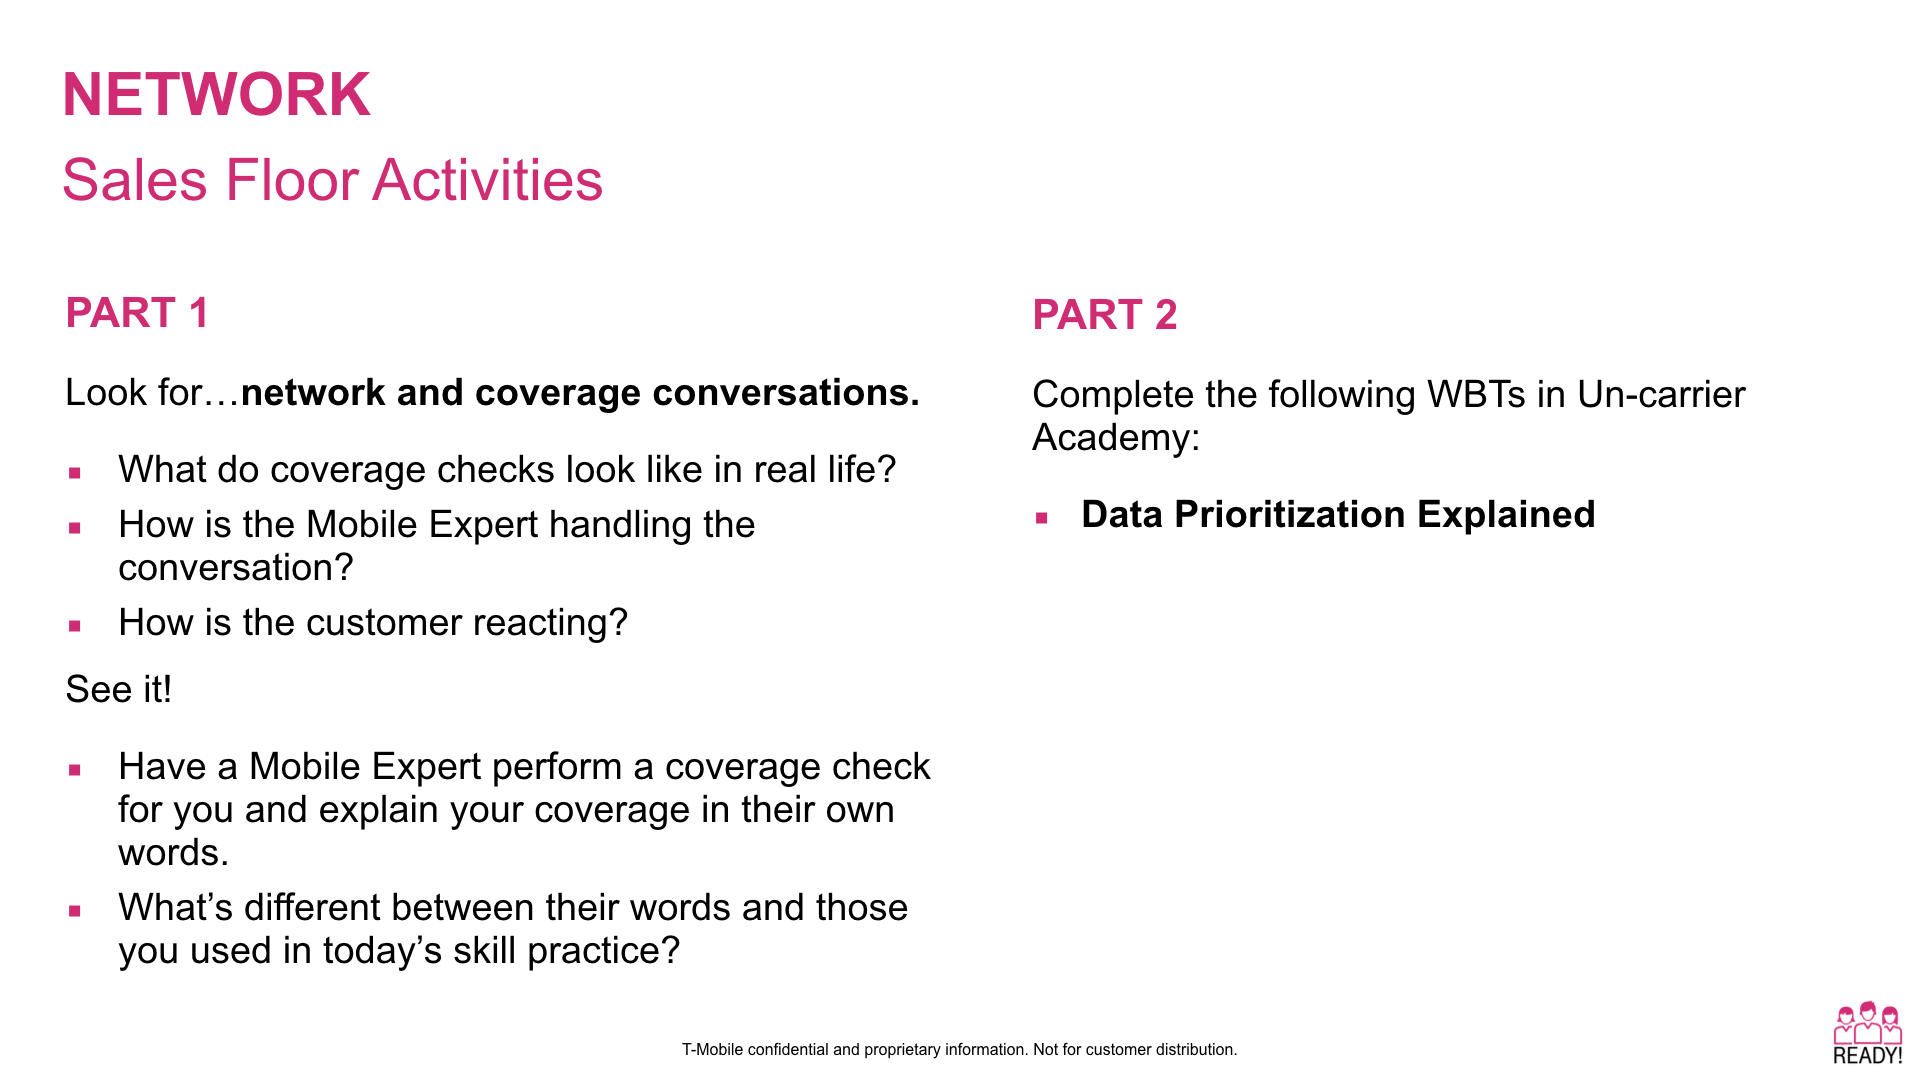 NETWORK
Sales Floor Activities
PART 1
Look for…network and coverage conversations.
▪ What do coverage checks look like in real life?
▪ How is the Mobile Expert handling the
conversation?
▪ How is the customer reacting?
See it!
▪ Have a Mobile Expert perform a coverage check
for you and explain your coverage in their own
words.
▪ What’s different between their words and those
you used in today’s skill practice?
PART 2
Complete the following WBTs in Un-carrier
Academy:
▪ Data Prioritization Explained
T-Mobile confidential and proprietary information. Not for customer distribution.
READY!